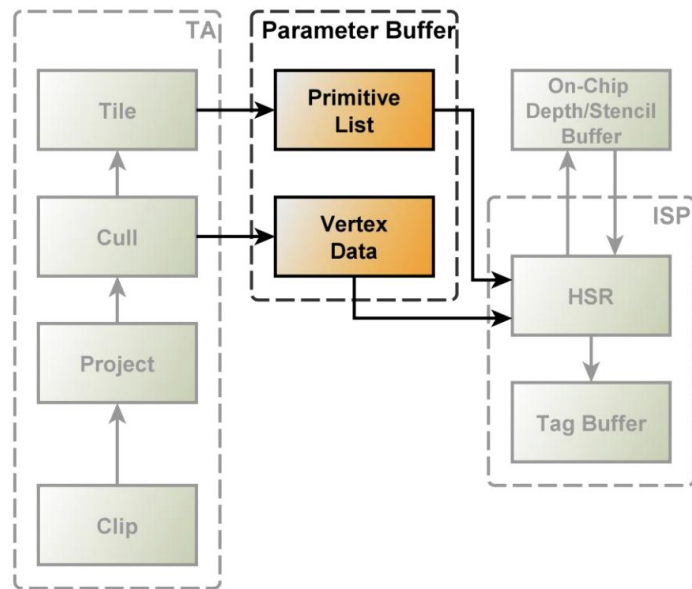 TA
Parameter Buffer
Tile
Primitive
List
On-Chip
Depth/Stencil
Buffer
Cull
Vertex
Data
ISP
HSR
Project
Tag Buffer
Clip